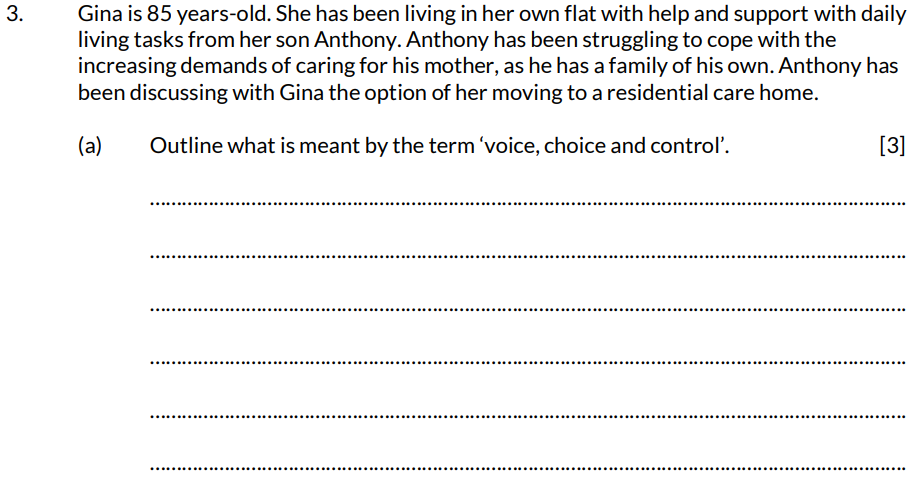 3. Gina is 85 years-old. She has been living in her own flat with help and support with daily
living tasks from her son Anthony. Anthony has been struggling to cope with the
increasing demands of caring for his mother, as he has a family of his own. Anthony has
been discussing with Gina the option of her moving to a residential care home.
(a) Outline what is meant by the term ‘voice, choice and control’. [3]